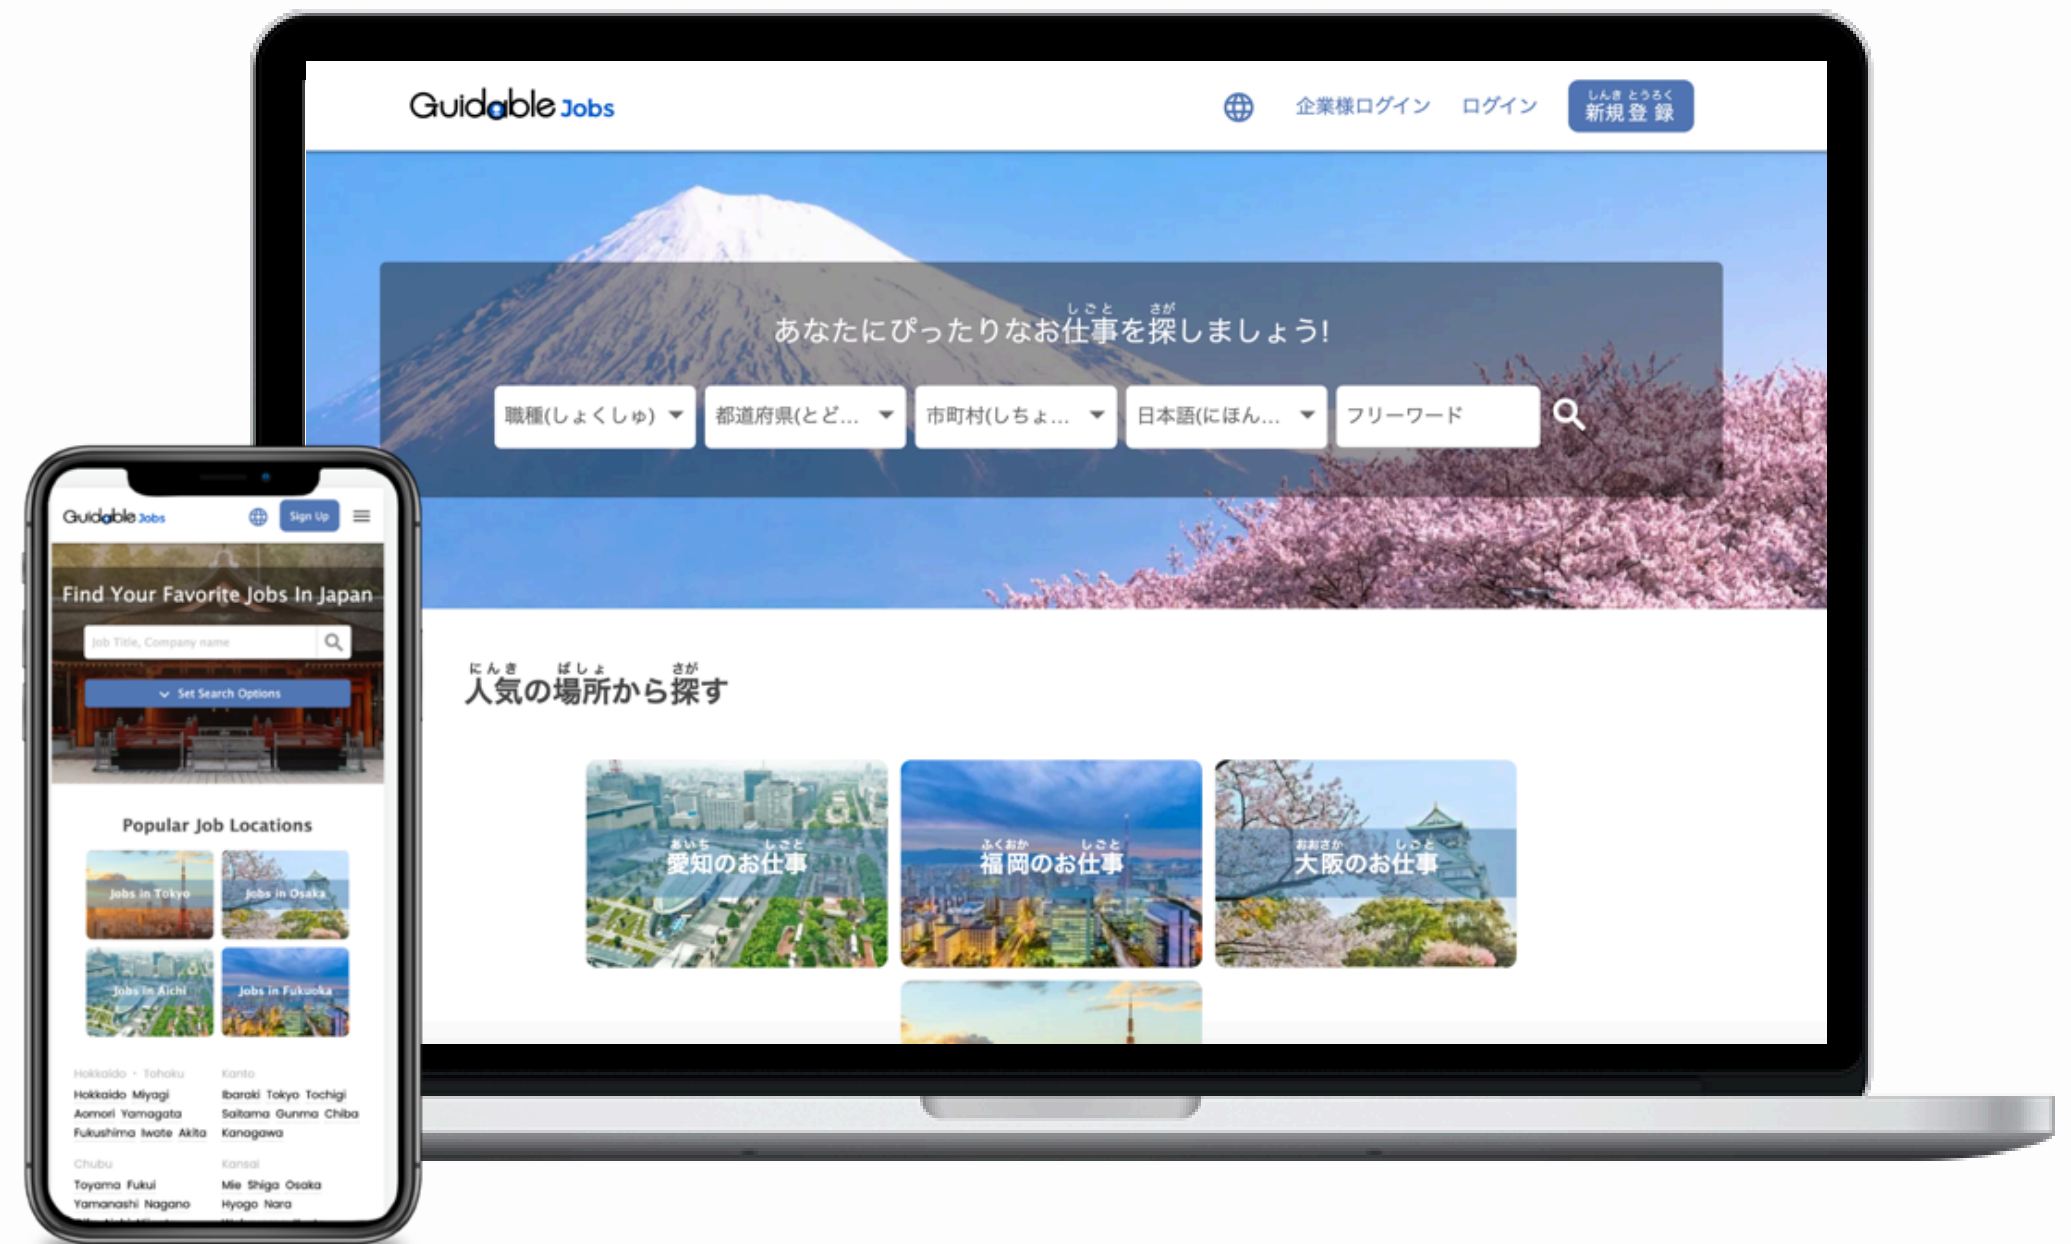 Guidable Jobs
企業様ログイン
ログイン
しんき とうろく
新規登録
しごと さが
あなたにぴったりなお仕事を探しましょう!
職種(しょくしゅ)
都道府県(とど...
市町村(しちょ...
日本語(にほん...
フリーワード
にんき ばしょ さが
人気の場所から探す
あいち しごと
愛知のお仕事
ふくおか しごと
福岡のお仕事
おおさか しごと
大阪のお仕事
Guidable Jobs
Sign Up
Find Your Favorite Jobs In Japan
Job Title, Company name
Set Search Options
Popular Job Locations
Jobs in Tokyo
Jobs in Osaka
Jobs in Aichi
Jobs in Fukuoka
Hokkaido・Tohoku
Hokkaido Miyagi
Aomori Yamagata
Fukushima Iwate Akita
Kanto
Ibaraki Tokyo Tochigi
Saitama Gunma Chiba
Kanagawa
Chubu
Toyama Fukui
Yamanashi Nagano
Kansai
Mie Shiga Osaka
Hyogo Nara